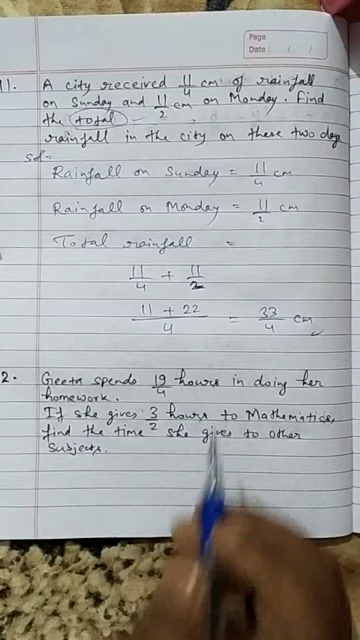 Page
Date : / /
11. A city received 11/4 cm of rainfall
on Sunday and 11/2 cm on Monday. Find
the total
rainfall in the city on these two days
Sol=
Rainfall on Sunday = 11/4 cm
Rainfall on Monday = 11/2 cm
Total rainfall =
11/4 + 11/2
11 + 22/4 = 33/4 cm
2. Geeta spends 19/4 hours in doing her
homework.
If she gives 3/2 hours to Mathematics,
find the time she gives to other
subjects.